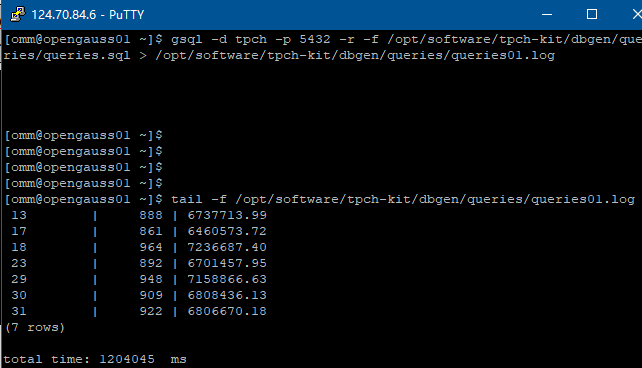 124.70.84.6 - PuTTY
[omm@opengauss01 ~]$ gsql -d tpch -p 5432 -r -f /opt/software/tpch-kit/dbgen/que
ries/queries.sql > /opt/software/tpch-kit/dbgen/queries/queries01.log
[omm@opengauss01 ~]$
[omm@opengauss01 ~]$
[omm@opengauss01 ~]$
[omm@opengauss01 ~]$
[omm@opengauss01 ~]$ tail -f /opt/software/tpch-kit/dbgen/queries/queries01.log
13 | 888 | 6737713.99
17 | 861 | 6460573.72
18 | 964 | 7236687.40
23 | 892 | 6701457.95
29 | 948 | 7158866.63
30 | 909 | 6808436.13
31 | 922 | 6806670.18
(7 rows)
total time: 1204045 ms